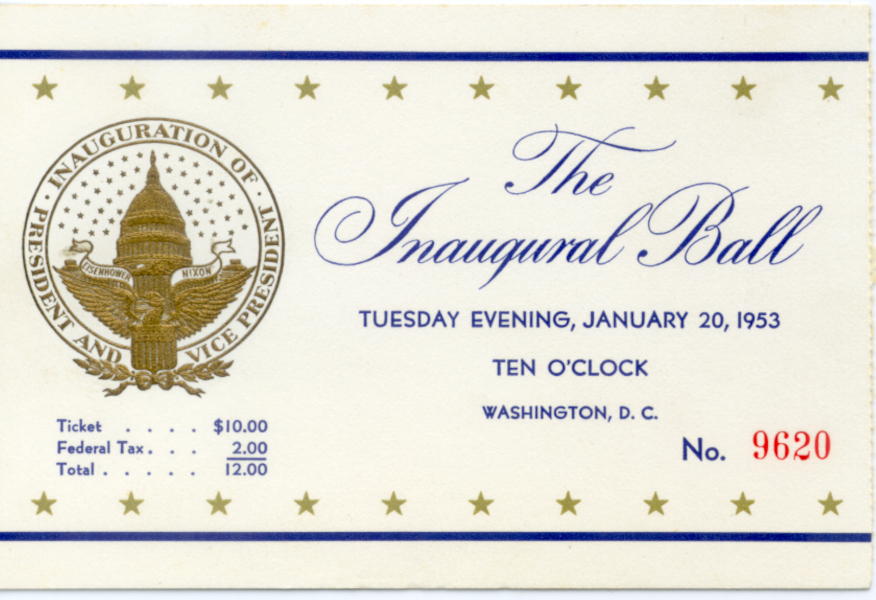 INAUGURATION OF
PRESIDENT AND VICE PRESIDENT
EISENHOWER NIXON
The
Inaugural Ball
TUESDAY EVENING, JANUARY 20, 1953
TEN O'CLOCK
WASHINGTON, D. C.
Ticket . . . . $10.00
Federal Tax . . . 2.00
Total . . . . . 12.00
No. 9620